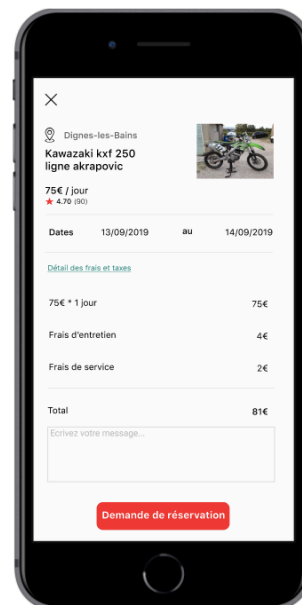 Dignes-les-Bains
Kawazaki kxf 250
ligne akrapovic
75€ / jour
★ 4.70 (90)
Dates 13/09/2019 au 14/09/2019
Détail des frais et taxes
75€ * 1 jour 75€
Frais d'entretien 4€
Frais de service 2€
Total 81€
Ecrivez votre message...
Demande de réservation